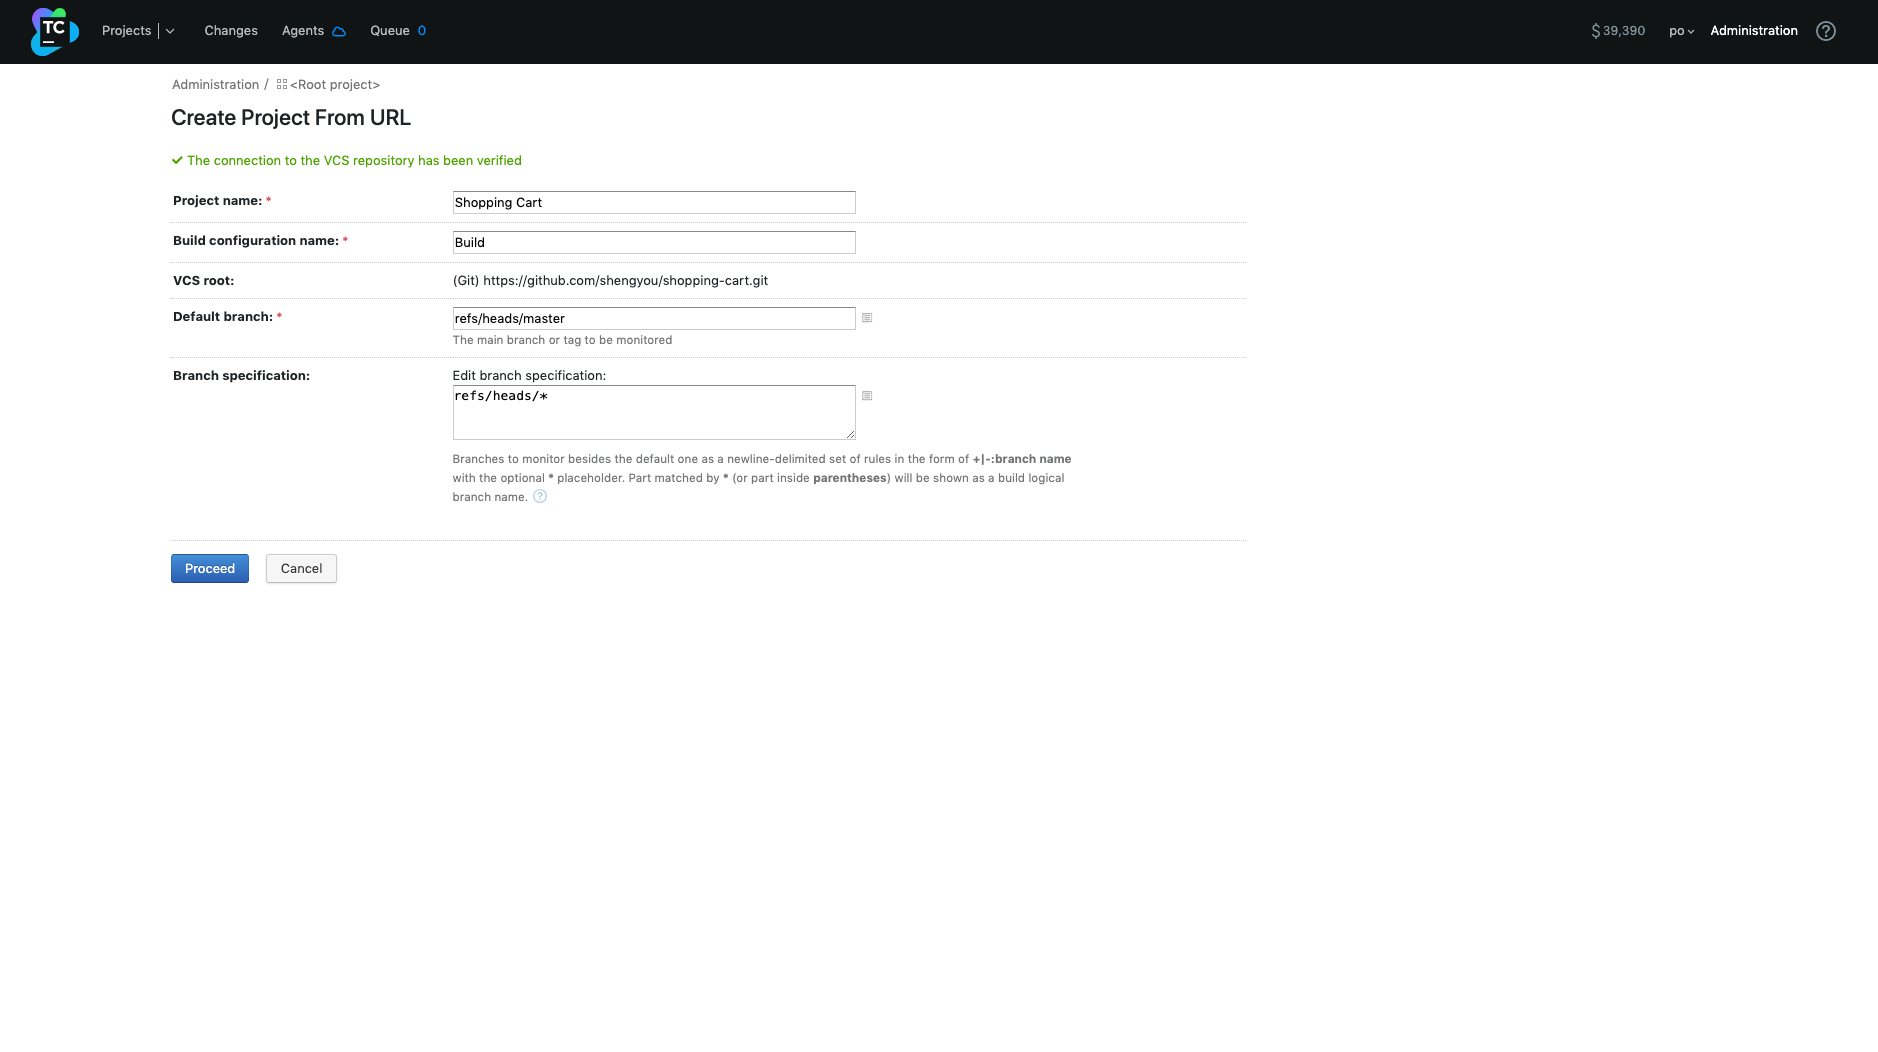 TC
Projects
Changes
Agents
Queue 0
$ 39,390
po
Administration
?
Administration / <Root project>
Create Project From URL
The connection to the VCS repository has been verified
Project name: *
Shopping Cart
Build configuration name: *
Build
VCS root:
(Git) https://github.com/shengyou/shopping-cart.git
Default branch: *
refs/heads/master
The main branch or tag to be monitored
Branch specification:
Edit branch specification:
refs/heads/*
Branches to monitor besides the default one as a newline-delimited set of rules in the form of +|-:branch name
with the optional * placeholder. Part matched by * (or part inside parentheses) will be shown as a build logical
branch name. ?
Proceed
Cancel